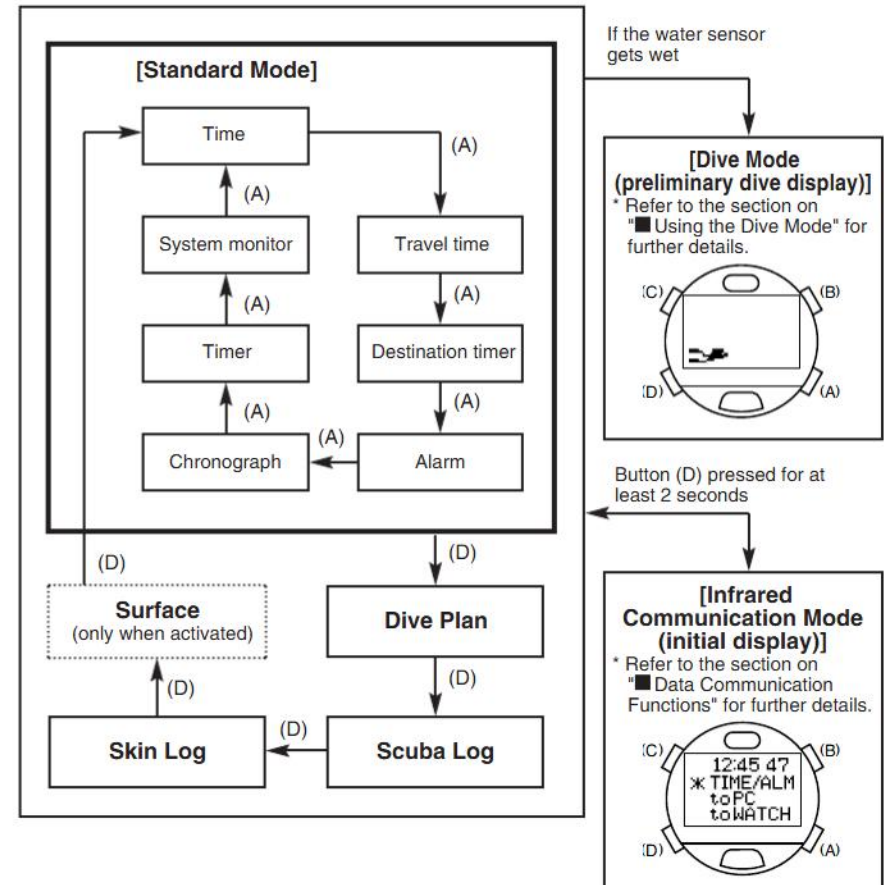 [Standard Mode]
Time
(A)
(A)
System monitor
Travel time
(A)
(A)
Timer
Destination timer
(A)
(A)
(A)
Chronograph
Alarm
(D)
(D)
Surface
(only when activated)
Dive Plan
(D)
(D)
(D)
Skin Log
Scuba Log
If the water sensor
gets wet
[Dive Mode
(preliminary dive display)]
* Refer to the section on
"■ Using the Dive Mode" for
further details.
(C)
(B)
(D)
(A)
Button (D) pressed for at
least 2 seconds
[Infrared
Communication Mode
(initial display)]
* Refer to the section on
"■ Data Communication
Functions" for further details.
(C)
(B)
12:45 47
* TIME/ALM
toPC
toWATCH
(D)
(A)